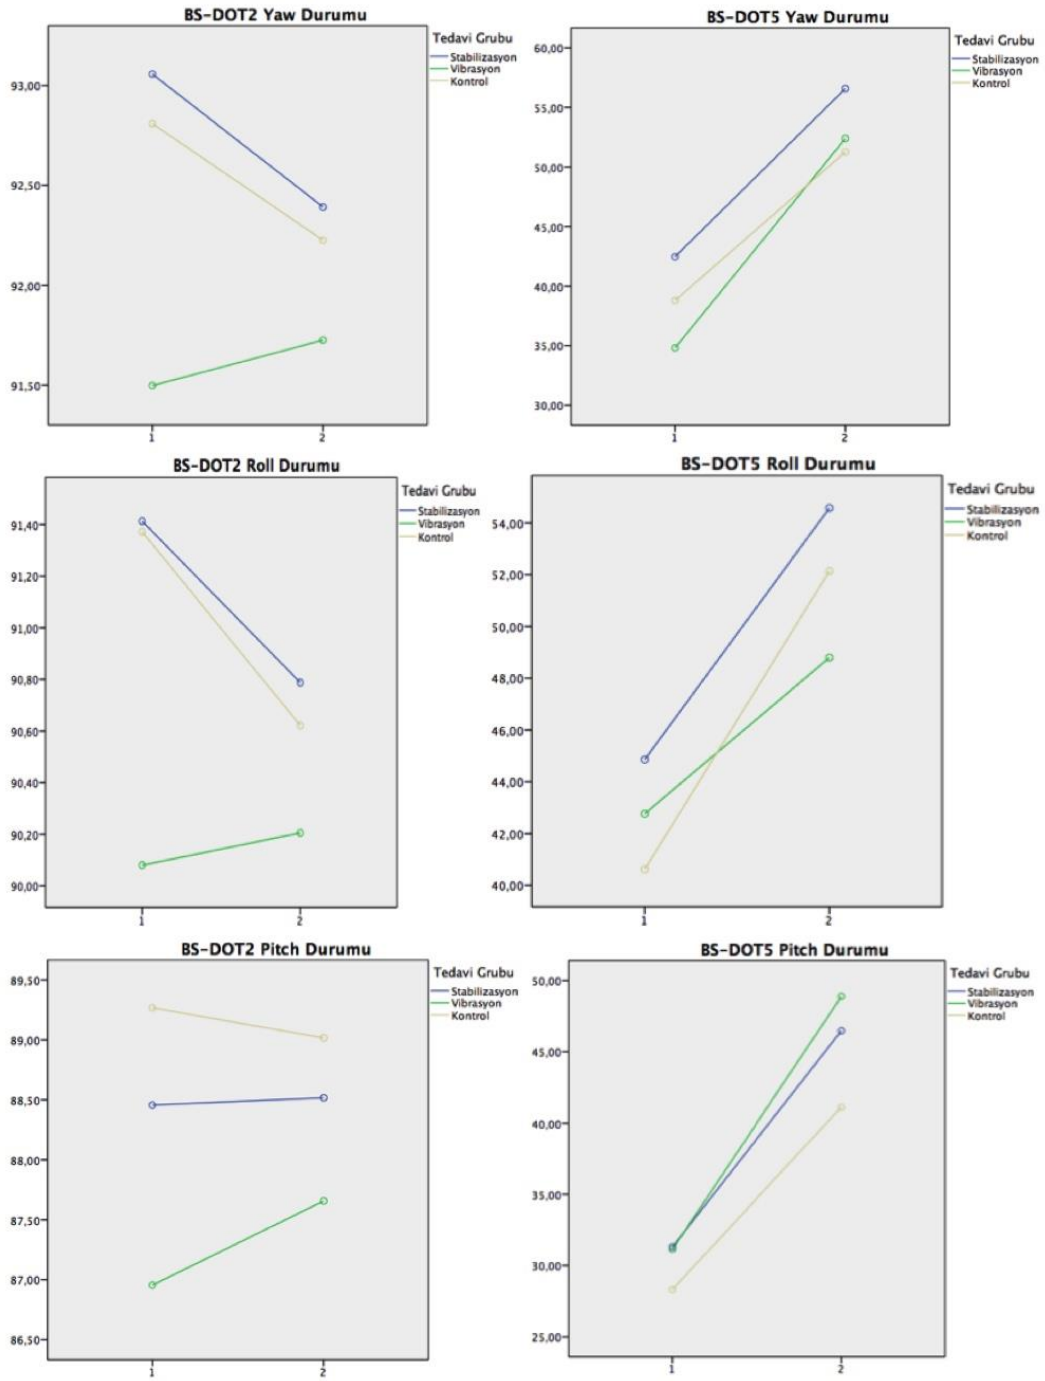 BS-DOT2 Yaw Durumu
Tedavi Grubu
Stabilizasyon
Vibrasyon
Kontrol
93,00
92,50
92,00
91,50
1
2
BS-DOT5 Yaw Durumu
Tedavi Grubu
Stabilizasyon
Vibrasyon
Kontrol
60,00
55,00
50,00
45,00
40,00
35,00
30,00
1
2
BS-DOT2 Roll Durumu
Tedavi Grubu
Stabilizasyon
Vibrasyon
Kontrol
91,40
91,20
91,00
90,80
90,60
90,40
90,20
90,00
1
2
BS-DOT5 Roll Durumu
Tedavi Grubu
Stabilizasyon
Vibrasyon
Kontrol
54,00
52,00
50,00
48,00
46,00
44,00
42,00
40,00
1
2
BS-DOT2 Pitch Durumu
Tedavi Grubu
Stabilizasyon
Vibrasyon
Kontrol
89,50
89,00
88,50
88,00
87,50
87,00
86,50
1
2
BS-DOT5 Pitch Durumu
Tedavi Grubu
Stabilizasyon
Vibrasyon
Kontrol
50,00
45,00
40,00
35,00
30,00
25,00
1
2